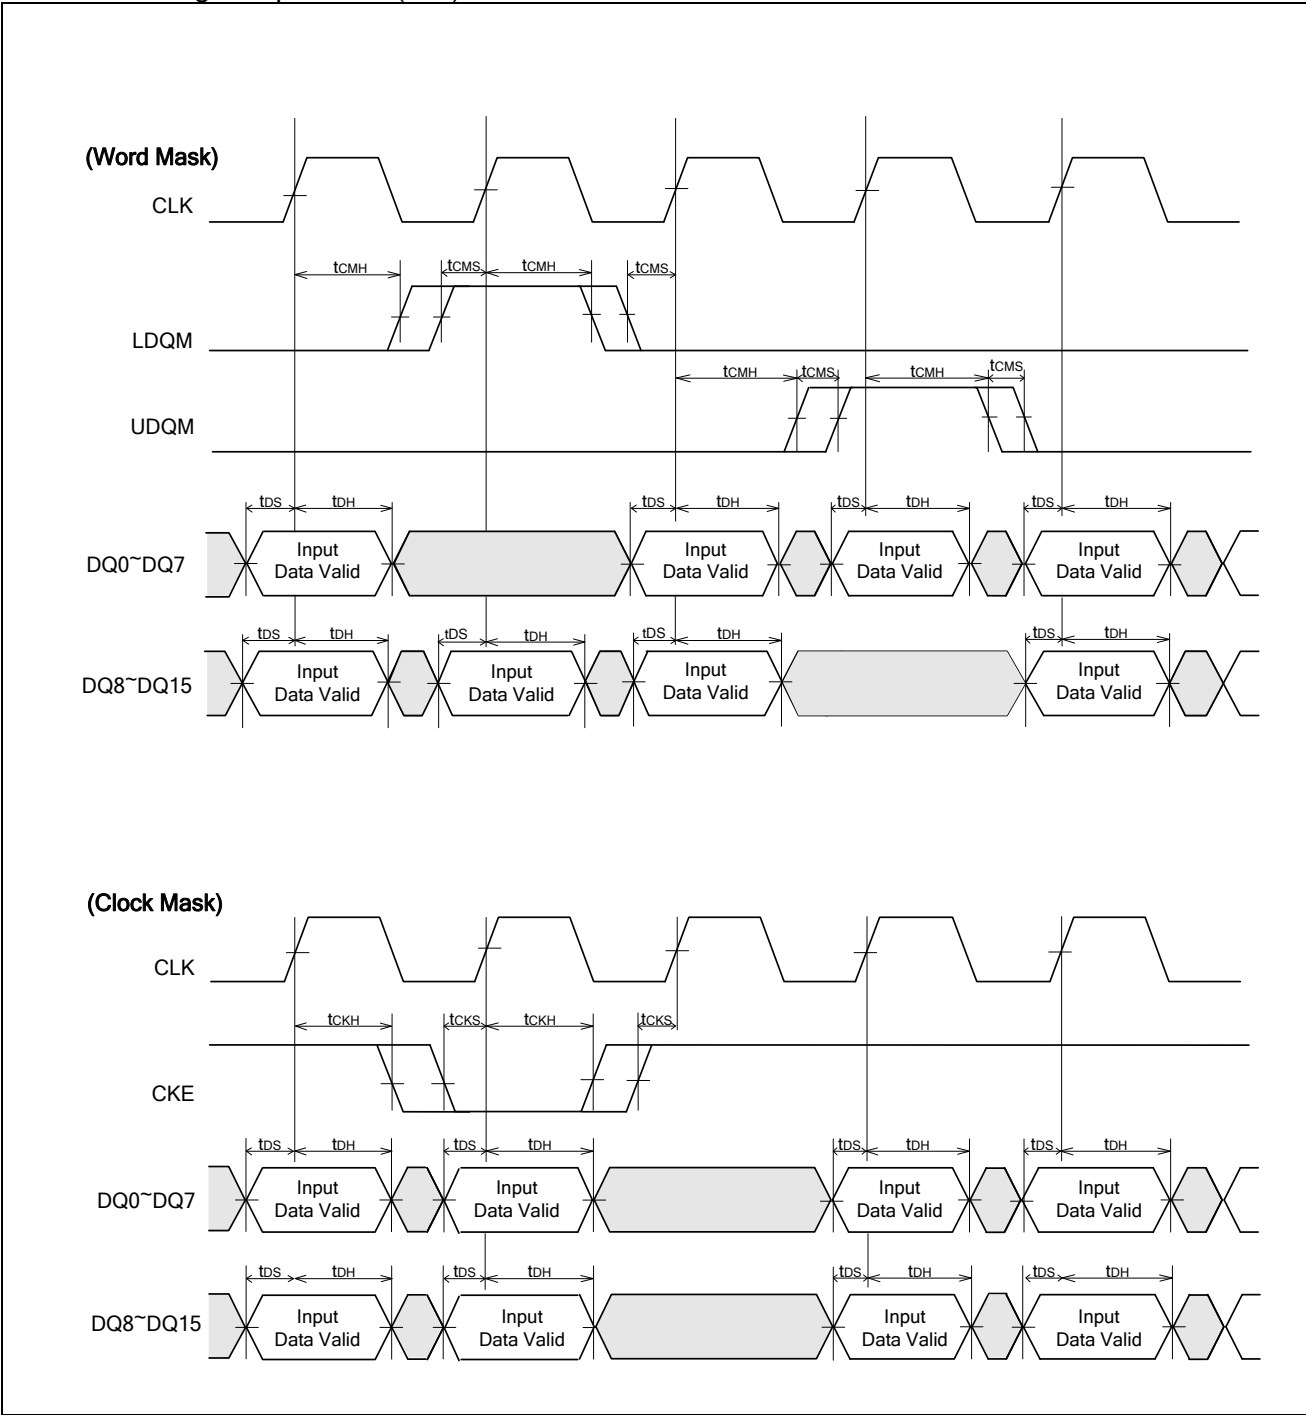 (Word Mask)
CLK
tCMH tCMS tCMH tCMS
LDQM
tCMH tCMS tCMH tCMS
UDQM
tDS tDH tDS tDH tDS tDH tDS tDH
DQ0~DQ7
Input Data Valid
Input Data Valid
Input Data Valid
Input Data Valid
tDS tDH tDS tDH tDS tDH tDS tDH
DQ8~DQ15
Input Data Valid
Input Data Valid
Input Data Valid
Input Data Valid
(Clock Mask)
CLK
tCKH tCKS tCKH tCKS
CKE
tDS tDH tDS tDH tDS tDH tDS tDH
DQ0~DQ7
Input Data Valid
Input Data Valid
Input Data Valid
Input Data Valid
tDS tDH tDS tDH tDS tDH tDS tDH
DQ8~DQ15
Input Data Valid
Input Data Valid
Input Data Valid
Input Data Valid